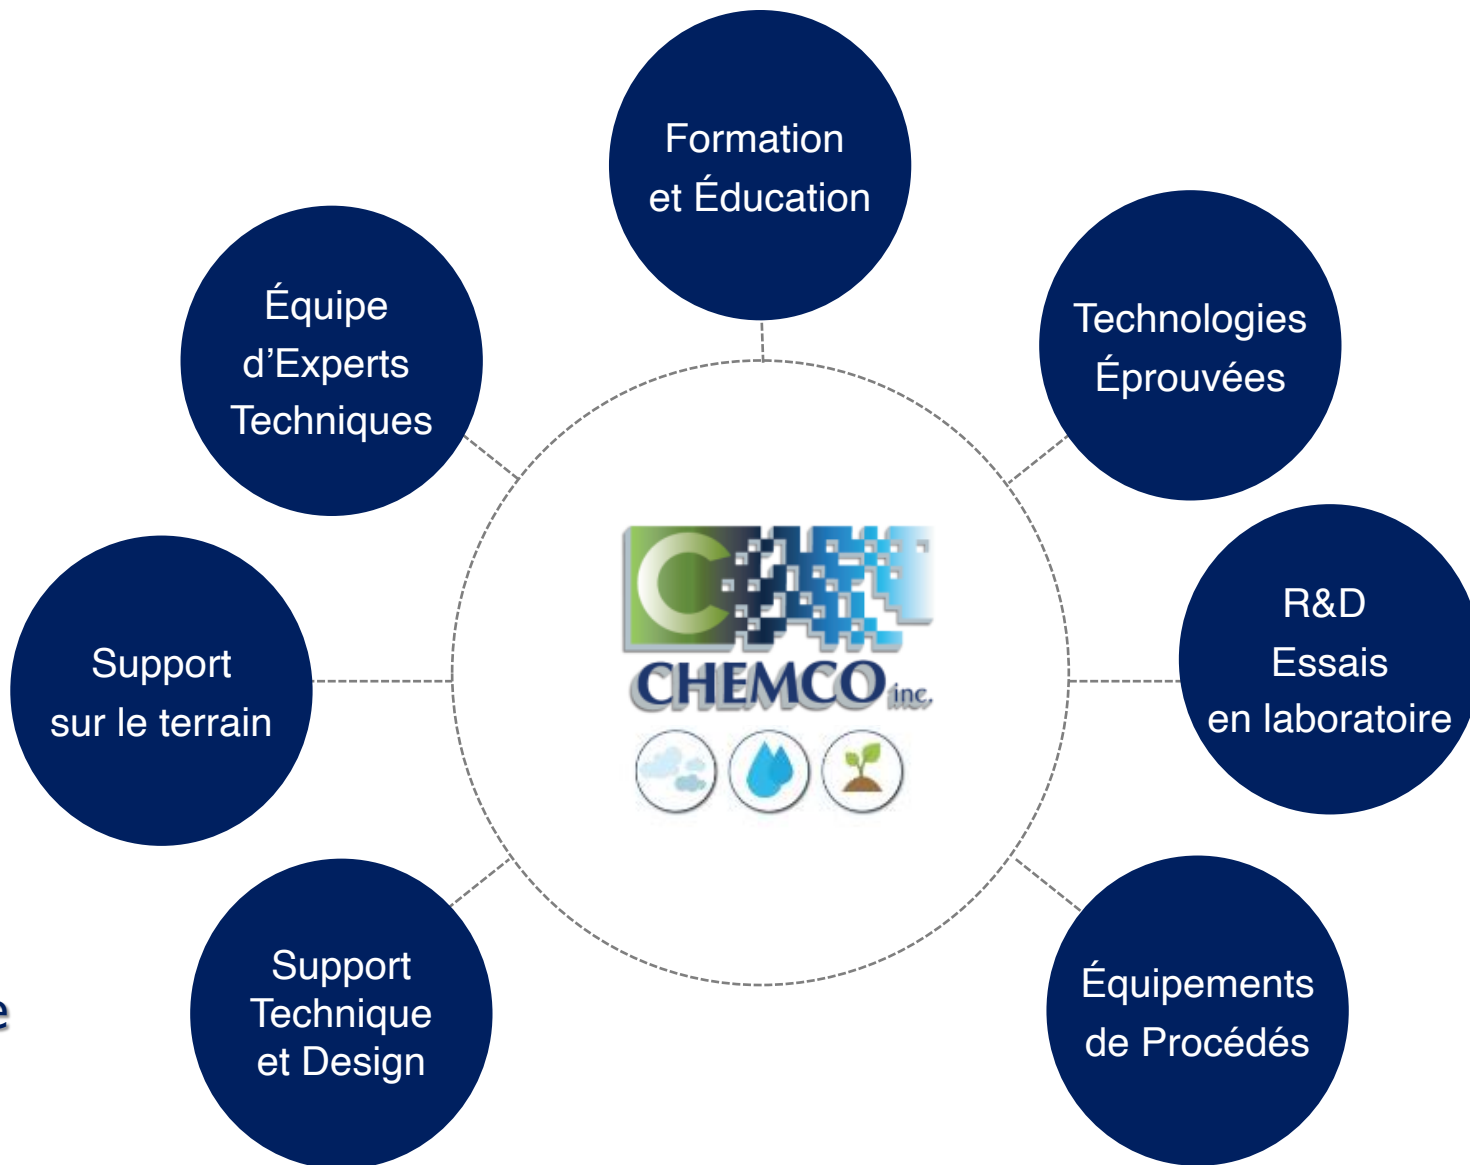 Formation
et Éducation
Équipe
d’Experts
Techniques
Technologies
Éprouvées
Support
sur le terrain
CHEMCO inc.
R&D
Essais
en laboratoire
Support
Technique
et Design
Équipements
de Procédés
e